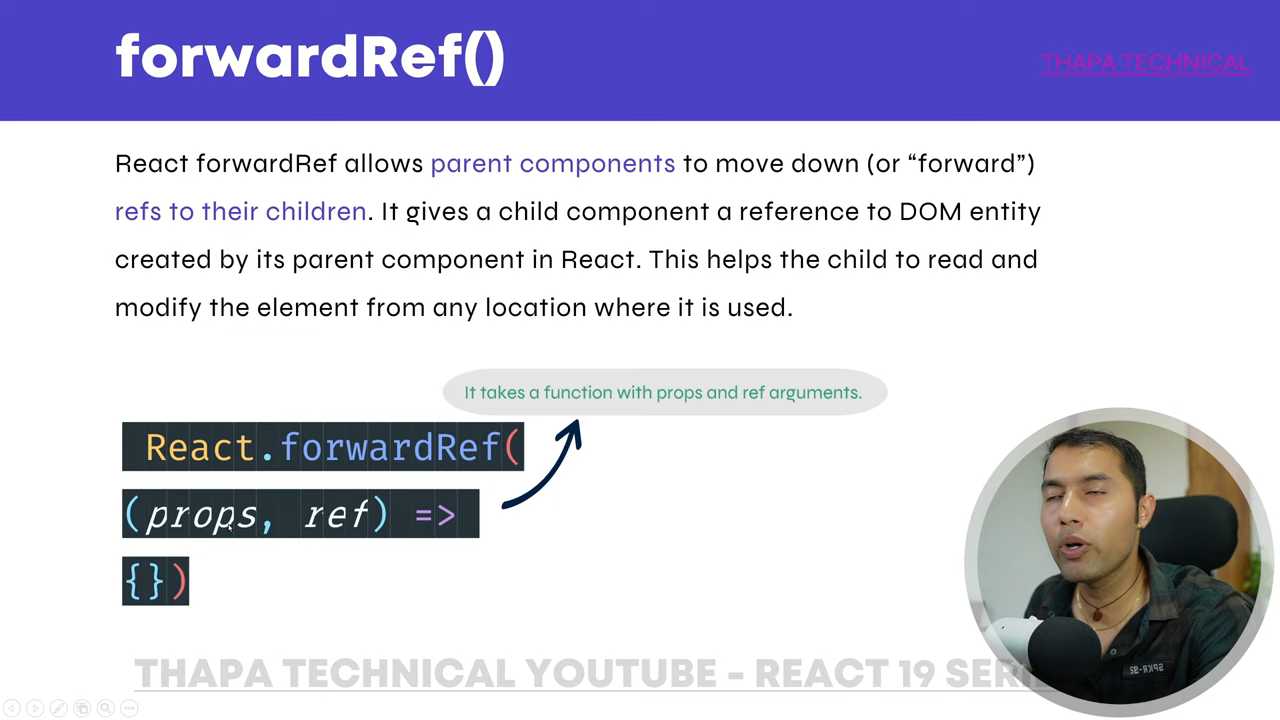 forwardRef()
THAPA TECHNICAL
React forwardRef allows parent components to move down (or “forward”)
refs to their children. It gives a child component a reference to DOM entity
created by its parent component in React. This helps the child to read and
modify the element from any location where it is used.
It takes a function with props and ref arguments.
React.forwardRef(
(props, ref) =>
{})
THAPA TECHNICAL YOUTUBE - REACT 19 SERI